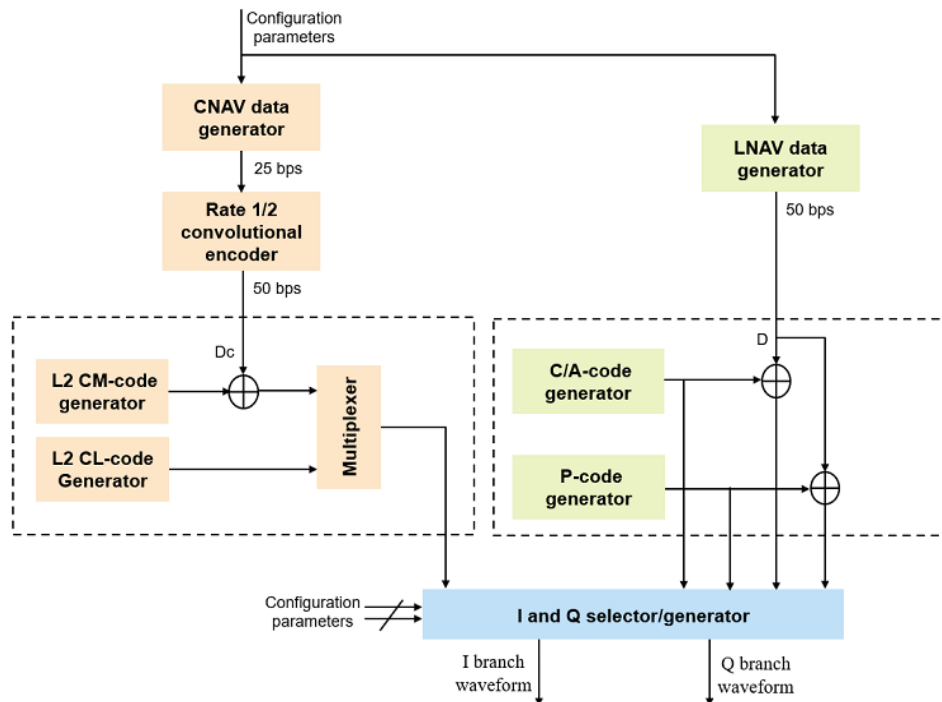 Configuration
parameters
CNAV data
generator
25 bps
LNAV data
generator
50 bps
Rate 1/2
convolutional
encoder
50 bps
Dc
D
L2 CM-code
generator
Multiplexer
C/A-code
generator
L2 CL-code
Generator
P-code
generator
Configuration
parameters
I and Q selector/generator
I branch
waveform
Q branch
waveform